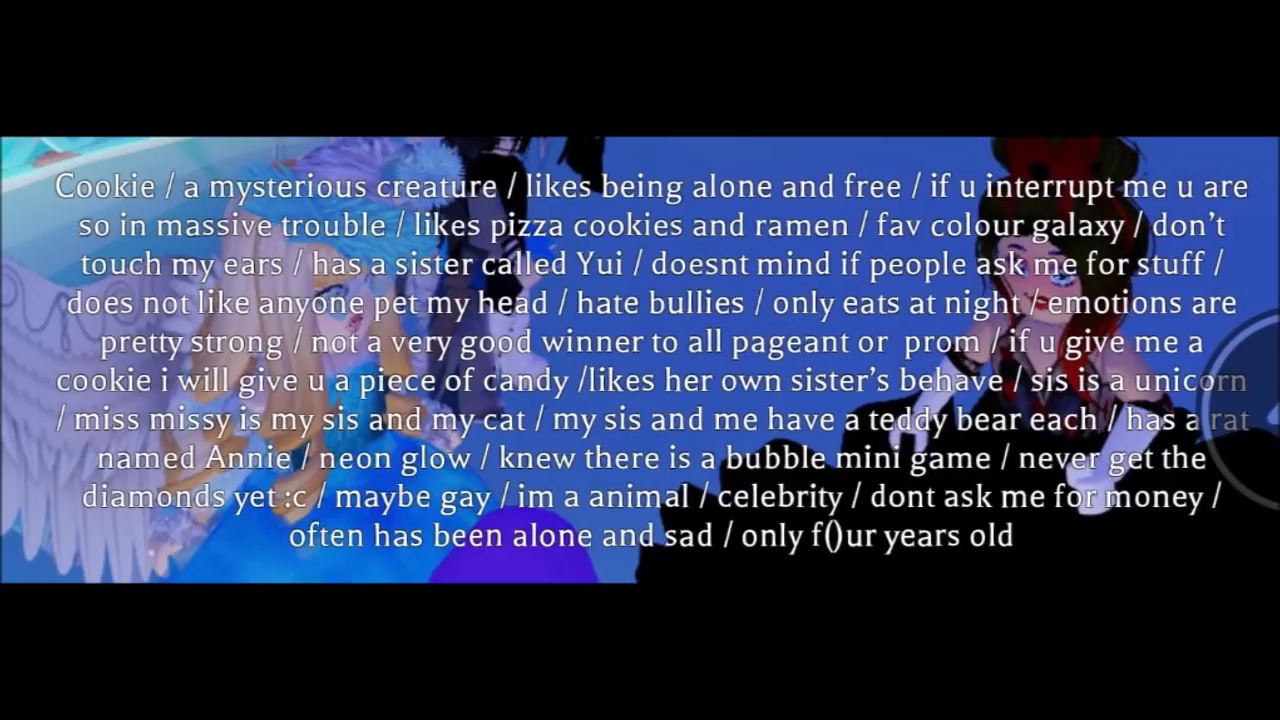 Cookie / a mysterious creature / likes being alone and free / if u interrupt me u are
so in massive trouble / likes pizza cookies and ramen / fav colour galaxy / don't
touch my ears / has a sister called Yui / doesnt mind if people ask me for stuff /
does not like anyone pet my head / hate bullies / only eats at night / emotions are
pretty strong / not a very good winner to all pageant or  prom / if u give me a
cookie i will give u a piece of candy /likes her own sister's behave / sis is a unicorn
/ miss missy is my sis and my cat / my sis and me have a teddy bear each / has a rat
named Annie / neon glow / knew there is a bubble mini game / never get the
diamonds yet :c / maybe gay / im a animal / celebrity / dont ask me for money /
often has been alone and sad / only f()ur years old